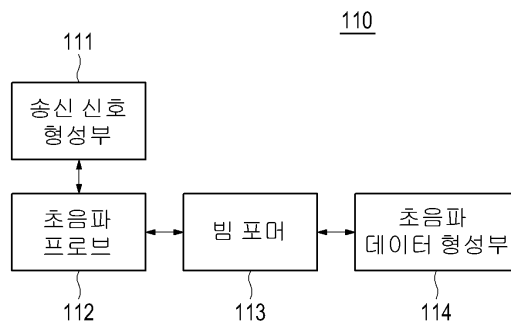 110
111
송신 신호
형성부
초음파
프로브
빔 포머
초음파
데이터 형성부
112
113
114